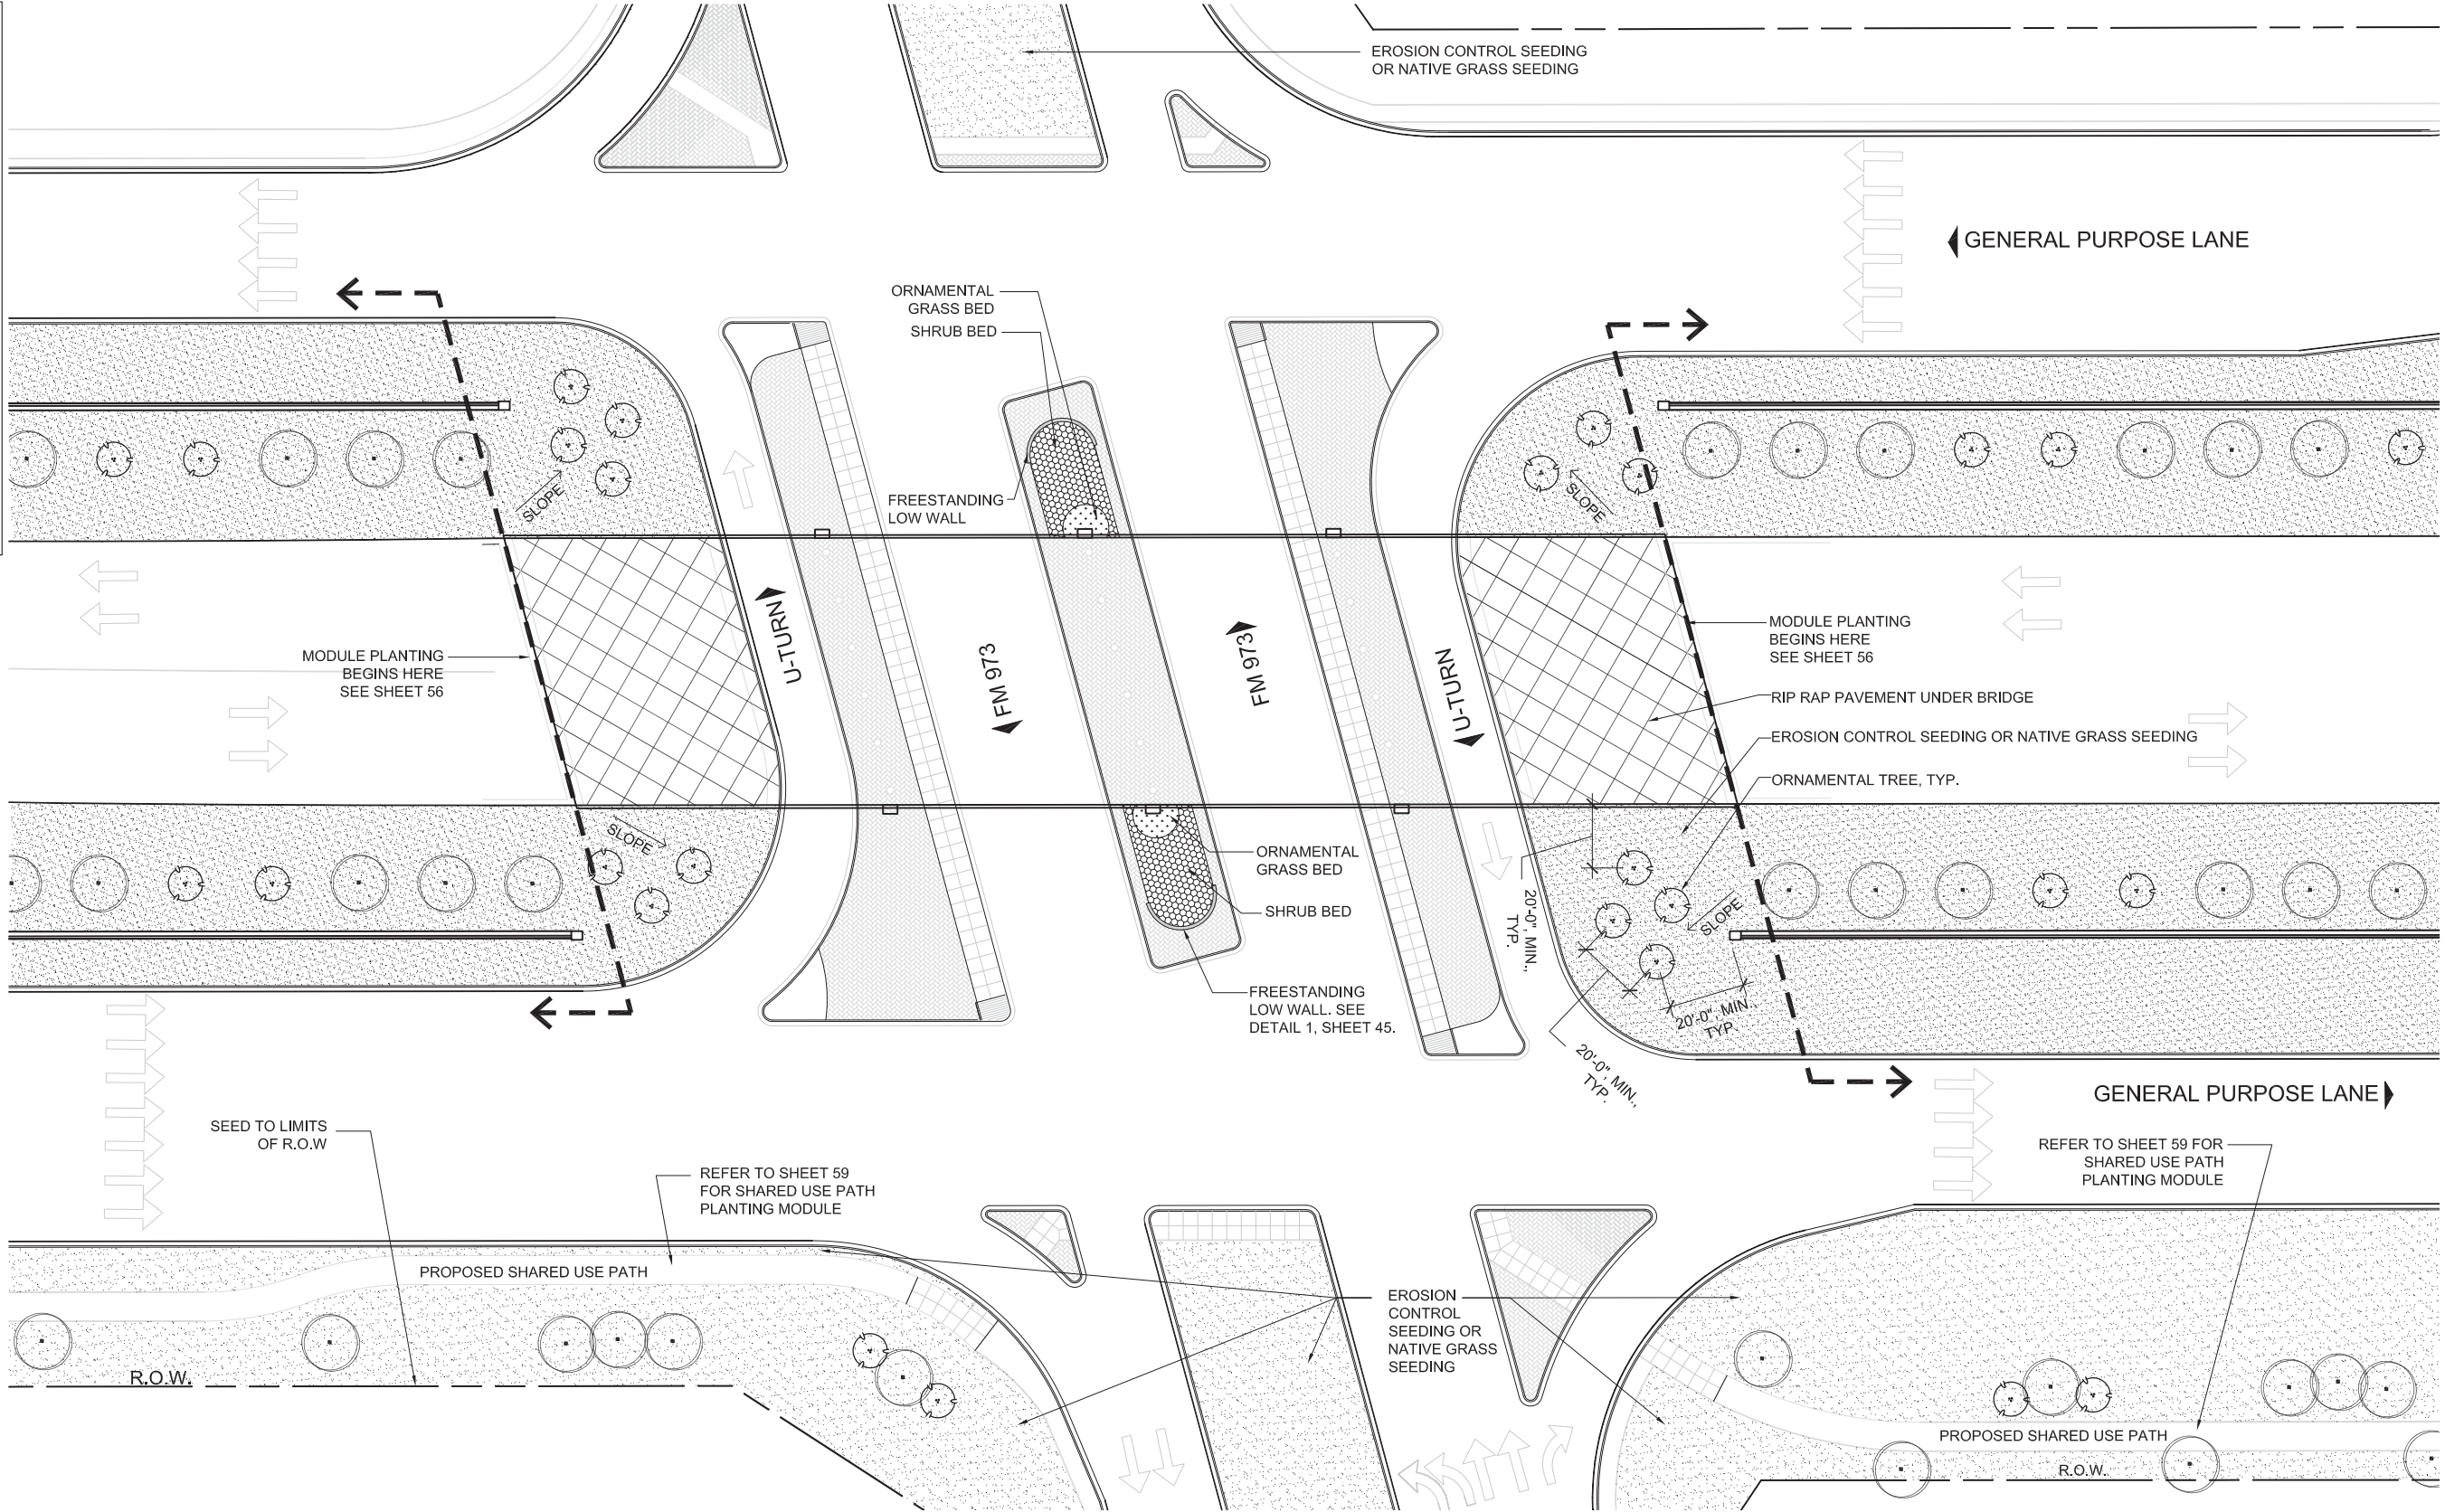 EROSION CONTROL SEEDING
OR NATIVE GRASS SEEDING
GENERAL PURPOSE LANE
ORNAMENTAL
GRASS BED
SHRUB BED
FREESTANDING
LOW WALL
SLOPE
SLOPE
MODULE PLANTING
BEGINS HERE
SEE SHEET 56
U-TURN
FM 973
FM 973
U-TURN
MODULE PLANTING
BEGINS HERE
SEE SHEET 56
RIP RAP PAVEMENT UNDER BRIDGE
EROSION CONTROL SEEDING OR NATIVE GRASS SEEDING
ORNAMENTAL TREE, TYP.
SLOPE
ORNAMENTAL
GRASS BED
SHRUB BED
FREESTANDING
LOW WALL. SEE
DETAIL 1, SHEET 45.
20'-0", MIN.,
TYP.
SLOPE
20'-0", MIN.,
TYP.
20'-0", MIN.,
TYP.
GENERAL PURPOSE LANE
SEED TO LIMITS
OF R.O.W
REFER TO SHEET 59
FOR SHARED USE PATH
PLANTING MODULE
REFER TO SHEET 59 FOR
SHARED USE PATH
PLANTING MODULE
PROPOSED SHARED USE PATH
R.O.W.
EROSION
CONTROL
SEEDING OR
NATIVE GRASS
SEEDING
PROPOSED SHARED USE PATH
R.O.W.